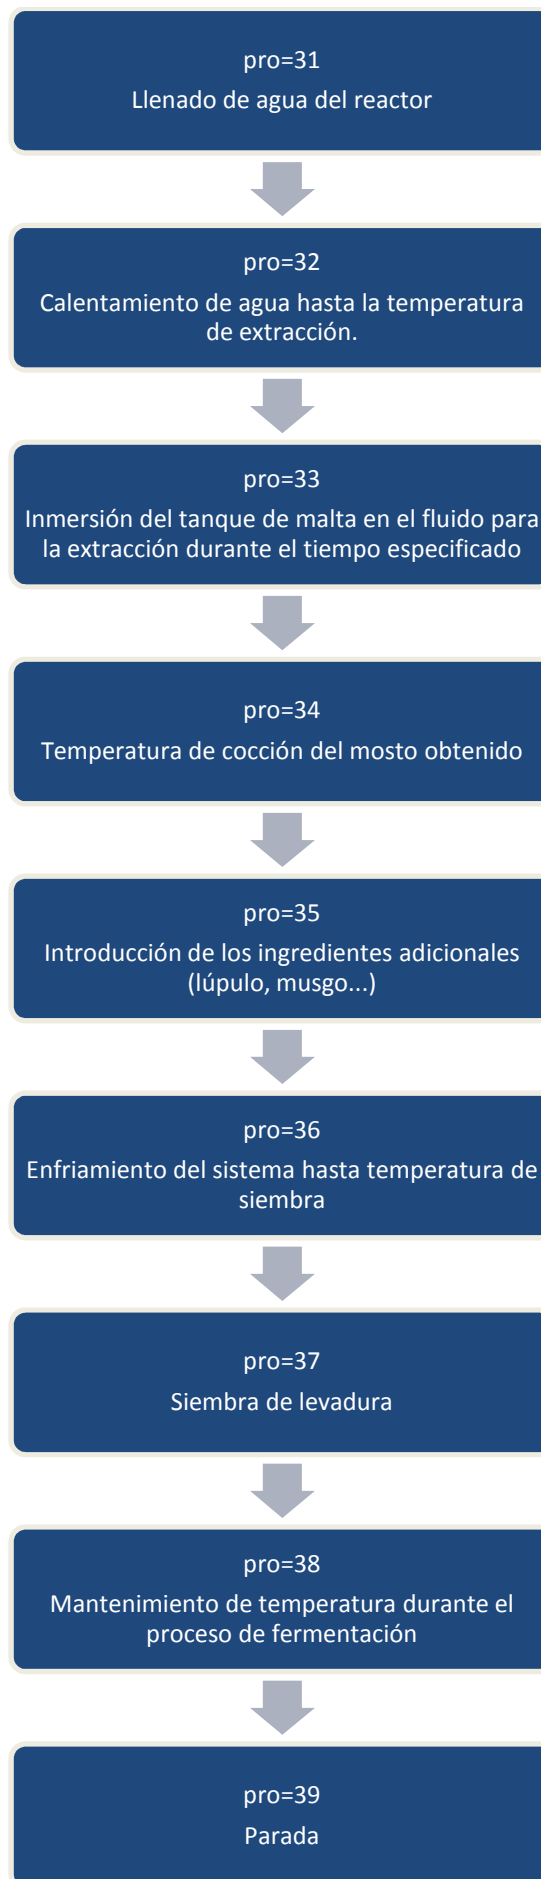 pro=31
Llenado de agua del reactor
pro=32
Calentamiento de agua hasta la temperatura
de extracción.
pro=33
Inmersión del tanque de malta en el fluido para
la extracción durante el tiempo especificado
pro=34
Temperatura de cocción del mosto obtenido
pro=35
Introducción de los ingredientes adicionales
(lúpulo, musgo...)
pro=36
Enfriamiento del sistema hasta temperatura de
siembra
pro=37
Siembra de levadura
pro=38
Mantenimiento de temperatura durante el
proceso de fermentación
pro=39
Parada